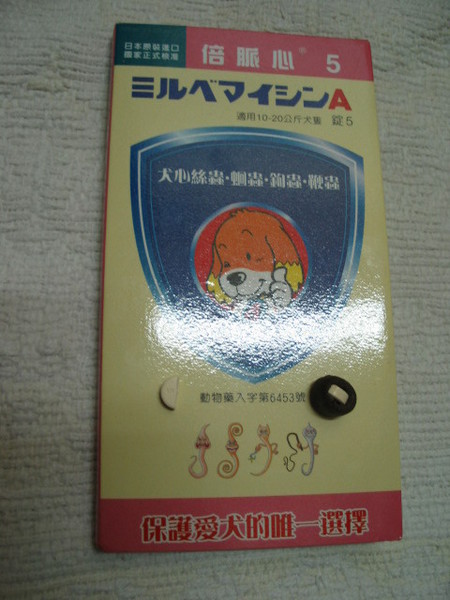 日本原裝進口
國家正式核准
倍脈心® 5
ミルベマイシンA
適用10-20公斤犬隻 錠5
犬心絲蟲·蛔蟲·鉤蟲·鞭蟲
動物藥入字第6453號
保護愛犬的唯一選擇